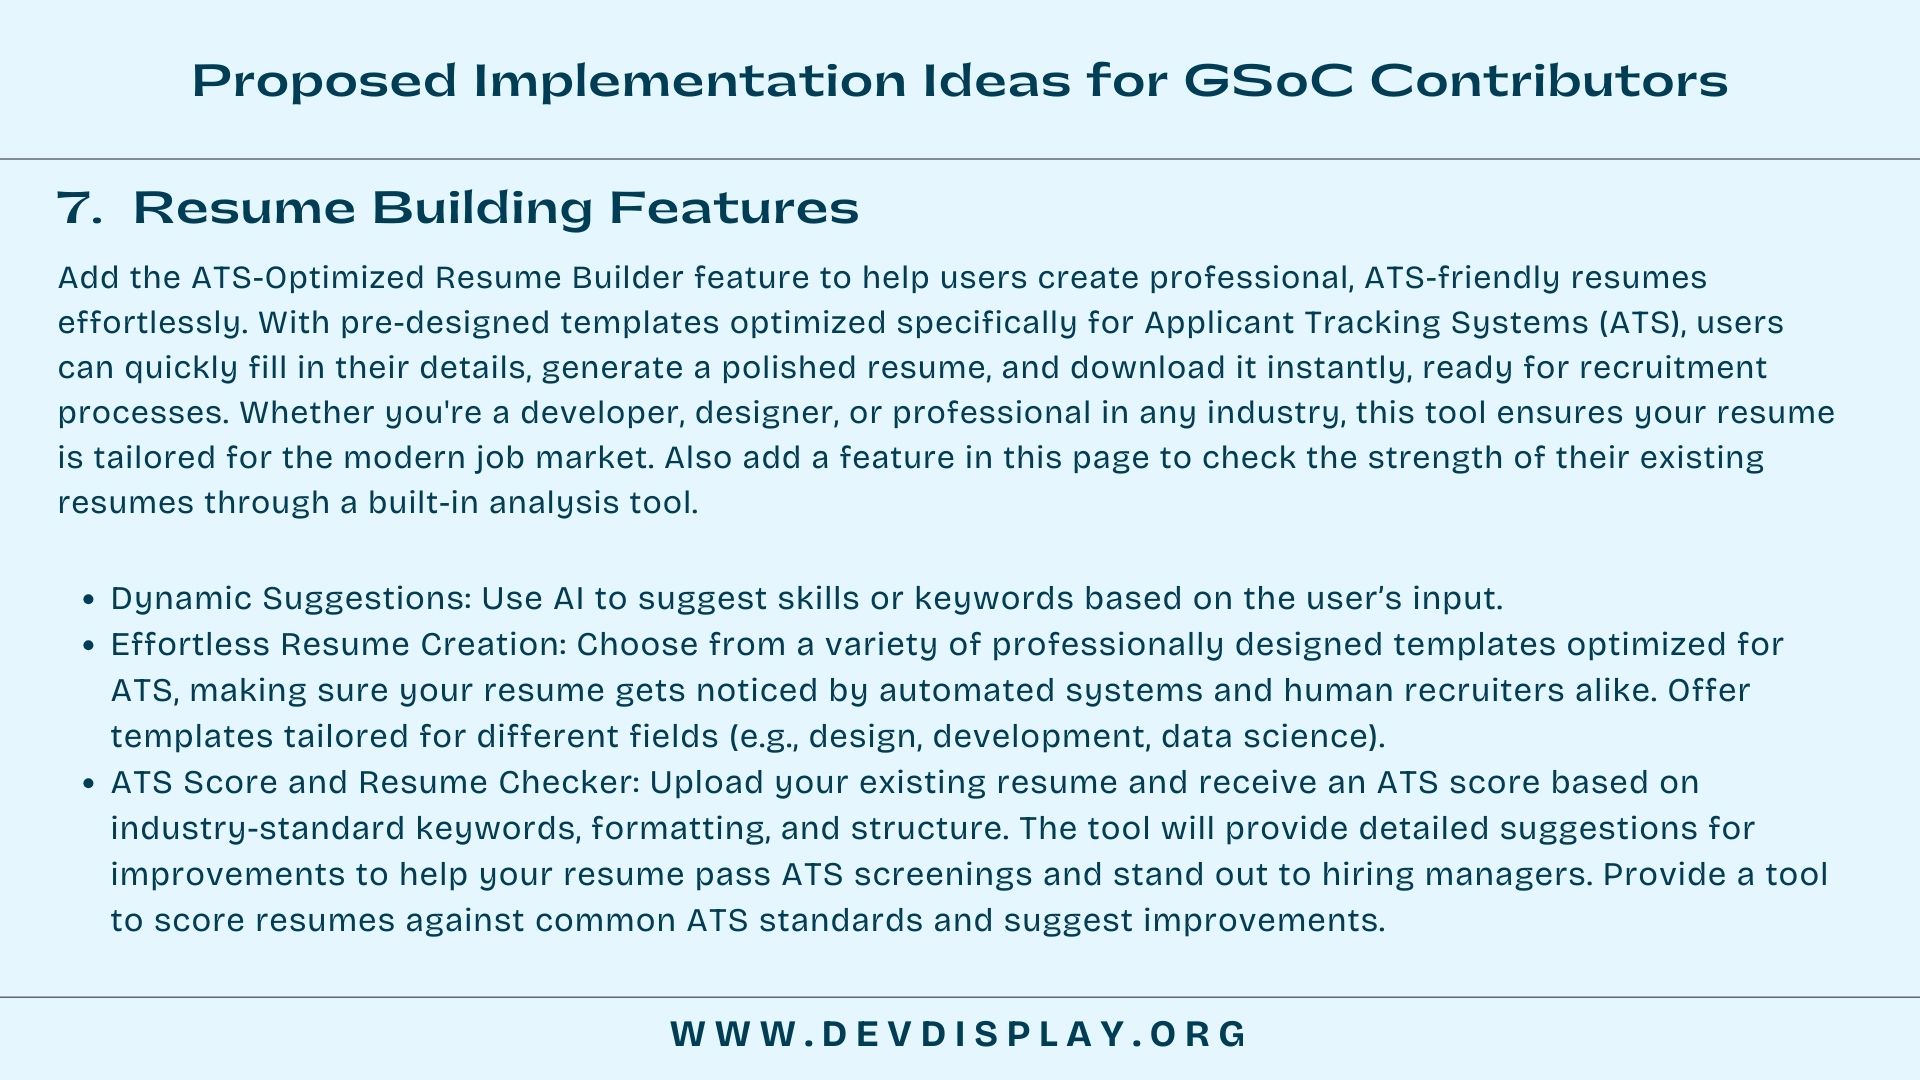 Proposed Implementation Ideas for GSoC Contributors
7. Resume Building Features
Add the ATS-Optimized Resume Builder feature to help users create professional, ATS-friendly resumes
effortlessly. With pre-designed templates optimized specifically for Applicant Tracking Systems (ATS), users
can quickly fill in their details, generate a polished resume, and download it instantly, ready for recruitment
processes. Whether you're a developer, designer, or professional in any industry, this tool ensures your resume
is tailored for the modern job market. Also add a feature in this page to check the strength of their existing
resumes through a built-in analysis tool.
• Dynamic Suggestions: Use AI to suggest skills or keywords based on the user’s input.
• Effortless Resume Creation: Choose from a variety of professionally designed templates optimized for
ATS, making sure your resume gets noticed by automated systems and human recruiters alike. Offer
templates tailored for different fields (e.g., design, development, data science).
• ATS Score and Resume Checker: Upload your existing resume and receive an ATS score based on
industry-standard keywords, formatting, and structure. The tool will provide detailed suggestions for
improvements to help your resume pass ATS screenings and stand out to hiring managers. Provide a tool
to score resumes against common ATS standards and suggest improvements.
WWW.DEVDISPLAY.ORG